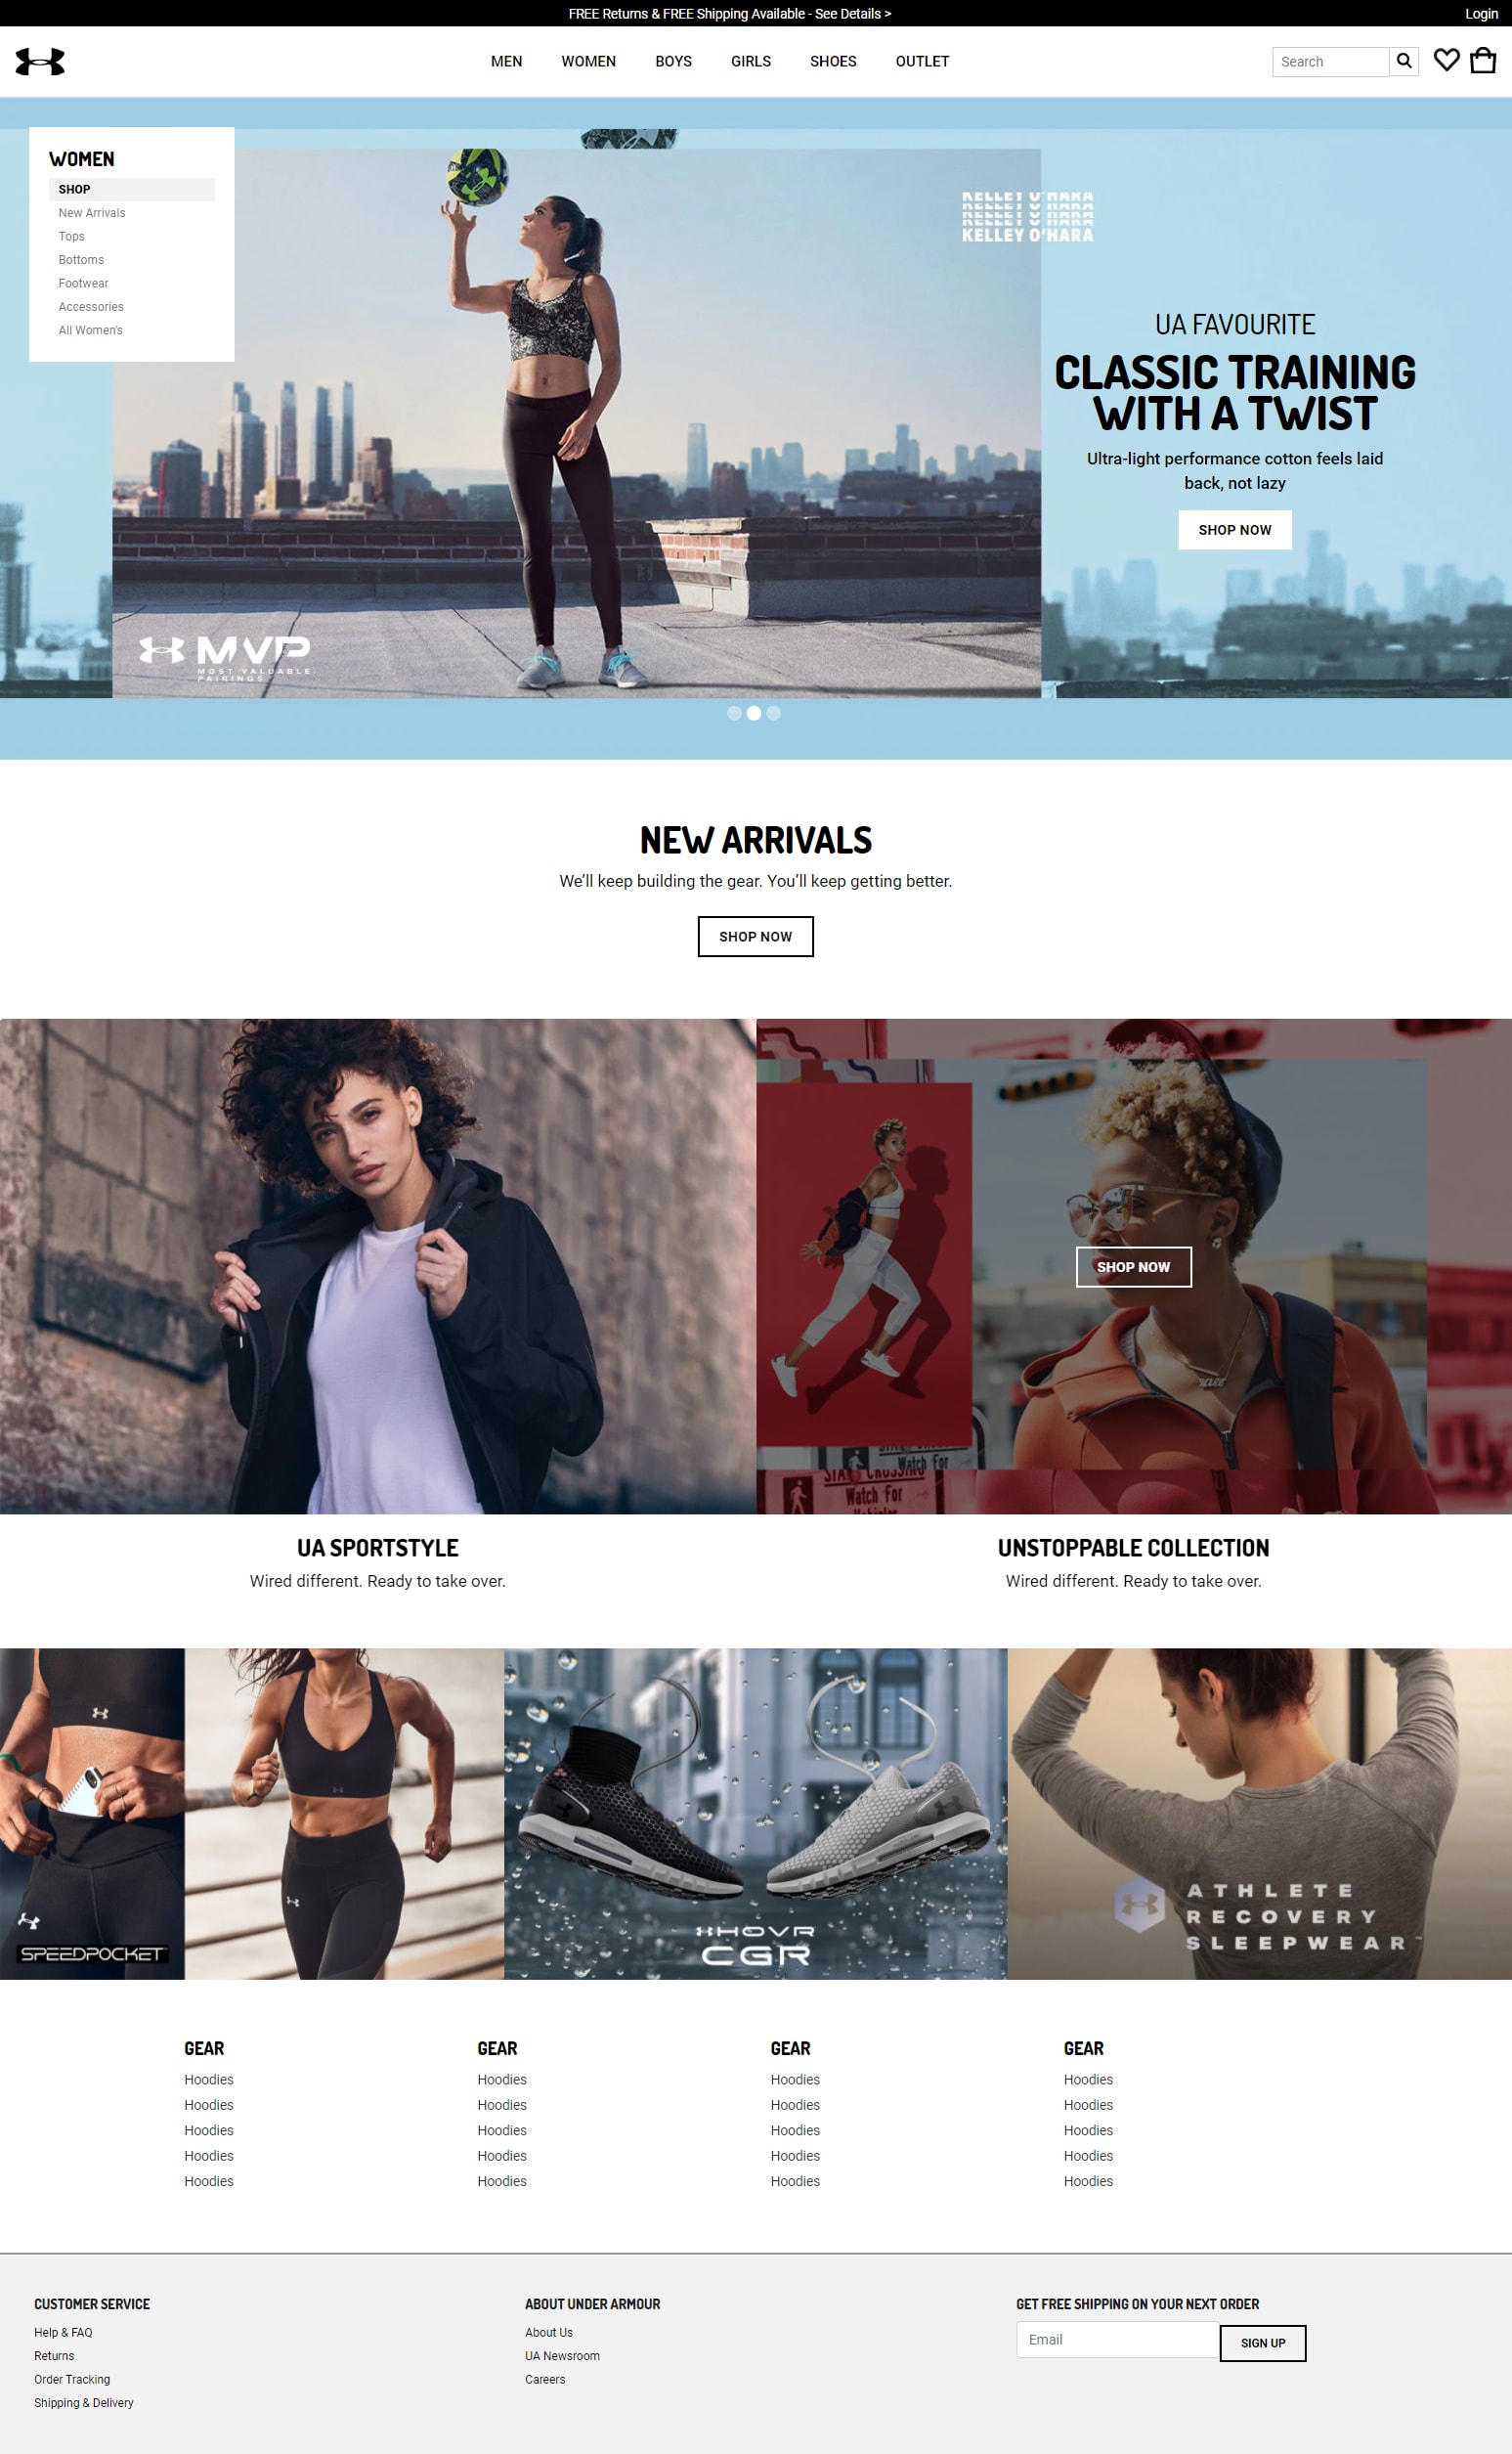 FREE Returns & FREE Shipping Available - See Details >
Login
MEN WOMEN BOYS GIRLS SHOES OUTLET
Search
WOMEN
SHOP
New Arrivals
Tops
Bottoms
Footwear
Accessories
All Women's
KELLEY O'HARA
KELLEY O'HARA
KELLEY O'HARA
KELLEY O'HARA
UA FAVOURITE
CLASSIC TRAINING
WITH A TWIST
Ultra-light performance cotton feels laid
back, not lazy
SHOP NOW
MVP
MOST VALUABLE
PAIRINGS
NEW ARRIVALS
We’ll keep building the gear. You’ll keep getting better.
SHOP NOW
SHOP NOW
Watch For
Watch For
UA SPORTSTYLE
Wired different. Ready to take over.
UNSTOPPABLE COLLECTION
Wired different. Ready to take over.
SPEEDPOCKET
HOVR
CGR
ATHLETE
RECOVERY
SLEEPWEAR™
GEAR
Hoodies
Hoodies
Hoodies
Hoodies
Hoodies
GEAR
Hoodies
Hoodies
Hoodies
Hoodies
Hoodies
GEAR
Hoodies
Hoodies
Hoodies
Hoodies
Hoodies
GEAR
Hoodies
Hoodies
Hoodies
Hoodies
Hoodies
CUSTOMER SERVICE
Help & FAQ
Returns
Order Tracking
Shipping & Delivery
ABOUT UNDER ARMOUR
About Us
UA Newsroom
Careers
GET FREE SHIPPING ON YOUR NEXT ORDER
Email
SIGN UP